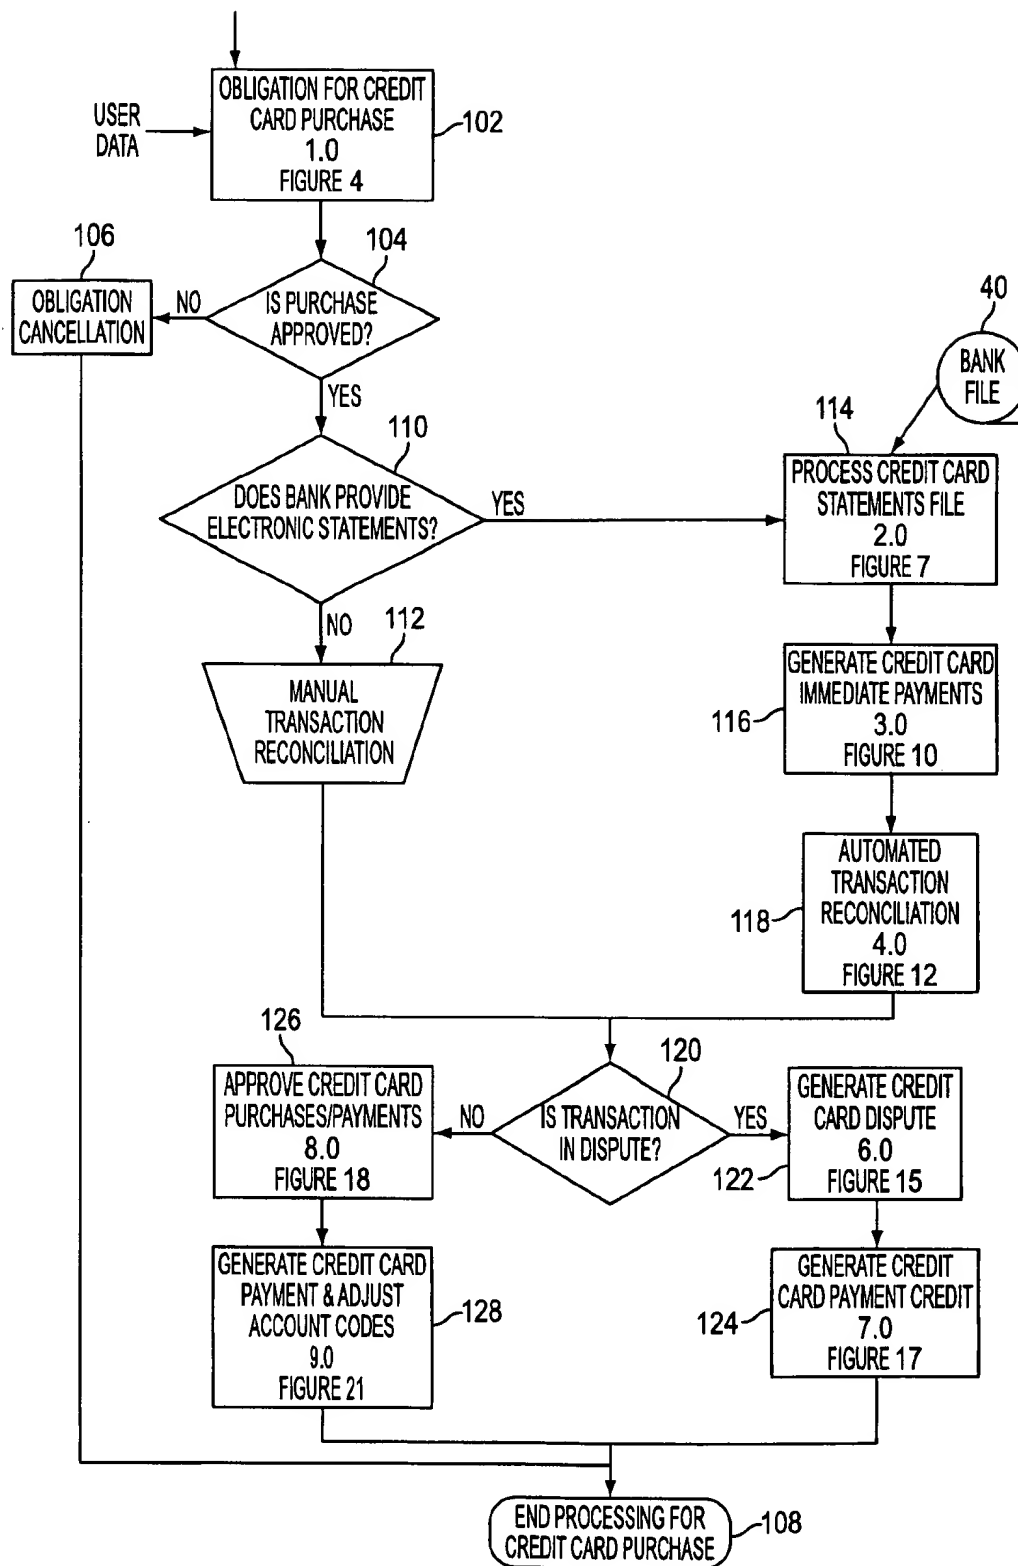 OBLIGATION FOR CREDIT
CARD PURCHASE
1.0
FIGURE 4
102
USER
DATA
106
104
OBLIGATION
CANCELLATION
NO
IS PURCHASE
APPROVED?
YES
40
BANK
FILE
110
114
DOES BANK PROVIDE
ELECTRONIC STATEMENTS?
YES
PROCESS CREDIT CARD
STATEMENTS FILE
2.0
FIGURE 7
NO
112
MANUAL
TRANSACTION
RECONCILIATION
GENERATE CREDIT CARD
IMMEDIATE PAYMENTS
3.0
FIGURE 10
116
AUTOMATED
TRANSACTION
RECONCILIATION
4.0
FIGURE 12
118
126
120
APPROVE CREDIT CARD
PURCHASES/PAYMENTS
8.0
FIGURE 18
NO
IS TRANSACTION
IN DISPUTE?
YES
GENERATE CREDIT
CARD DISPUTE
6.0
FIGURE 15
122
GENERATE CREDIT CARD
PAYMENT & ADJUST
ACCOUNT CODES
9.0
FIGURE 21
128
GENERATE CREDIT
CARD PAYMENT CREDIT
7.0
FIGURE 17
124
END PROCESSING FOR
CREDIT CARD PURCHASE
108